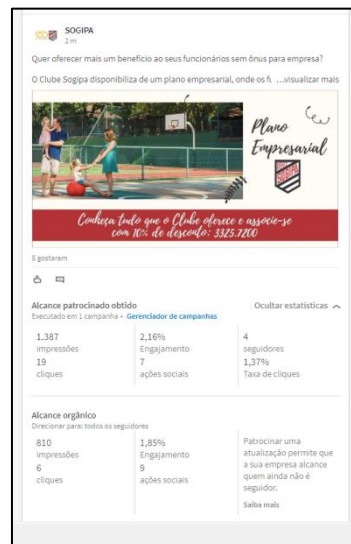 SOGIPA
2 m
Quer oferecer mais um benefício ao seus funcionários sem ônus para empresa?
O Clube Sogipa disponibiliza de um plano empresarial, onde os fu ...visualizar mais
Plano
Empresarial
SOGIPA
Conheça tudo que o Clube oferece e associe-se
com 10% de desconto: 3325.7200
8 gostaram
Alcance patrocinado obtido
Ocultar estatísticas
Executado em 1 campanha • Gerenciador de campanhas
1.387 2,16% 4
impressões Engajamento seguidores
19 7 1,37%
cliques ações sociais Taxa de cliques
Alcance orgânico
Direcionar para: todos os seguidores
810 1,85% Patrocinar uma
impressões Engajamento atualização permite que
6 9 a sua empresa alcance
cliques ações sociais quem ainda não é
seguidor.
Saiba mais